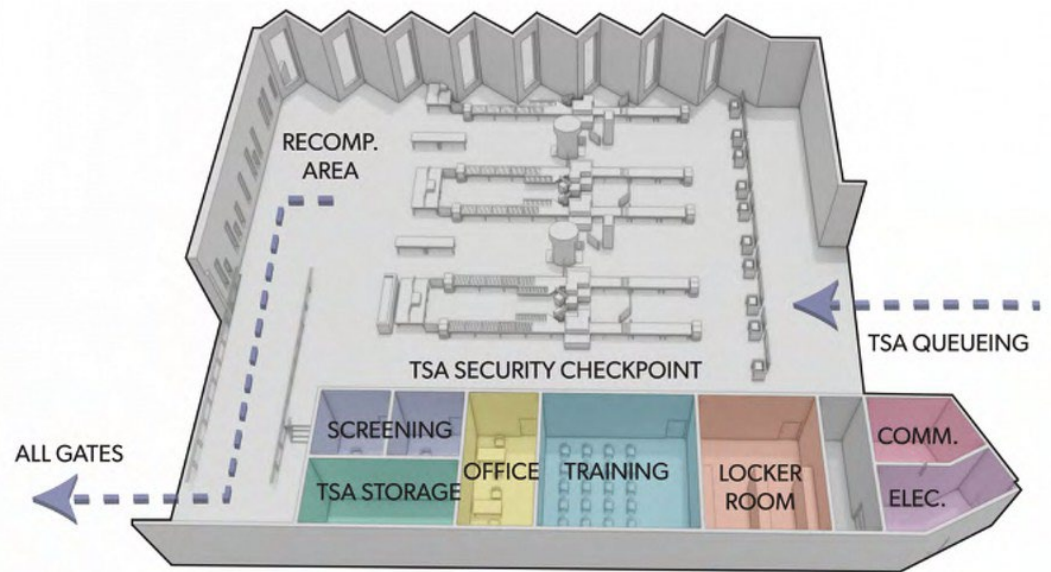 RECOMP.
AREA
TSA QUEUEING
TSA SECURITY CHECKPOINT
SCREENING
COMM.
ALL GATES
OFFICE
TRAINING
LOCKER
ROOM
TSA STORAGE
ELEC.